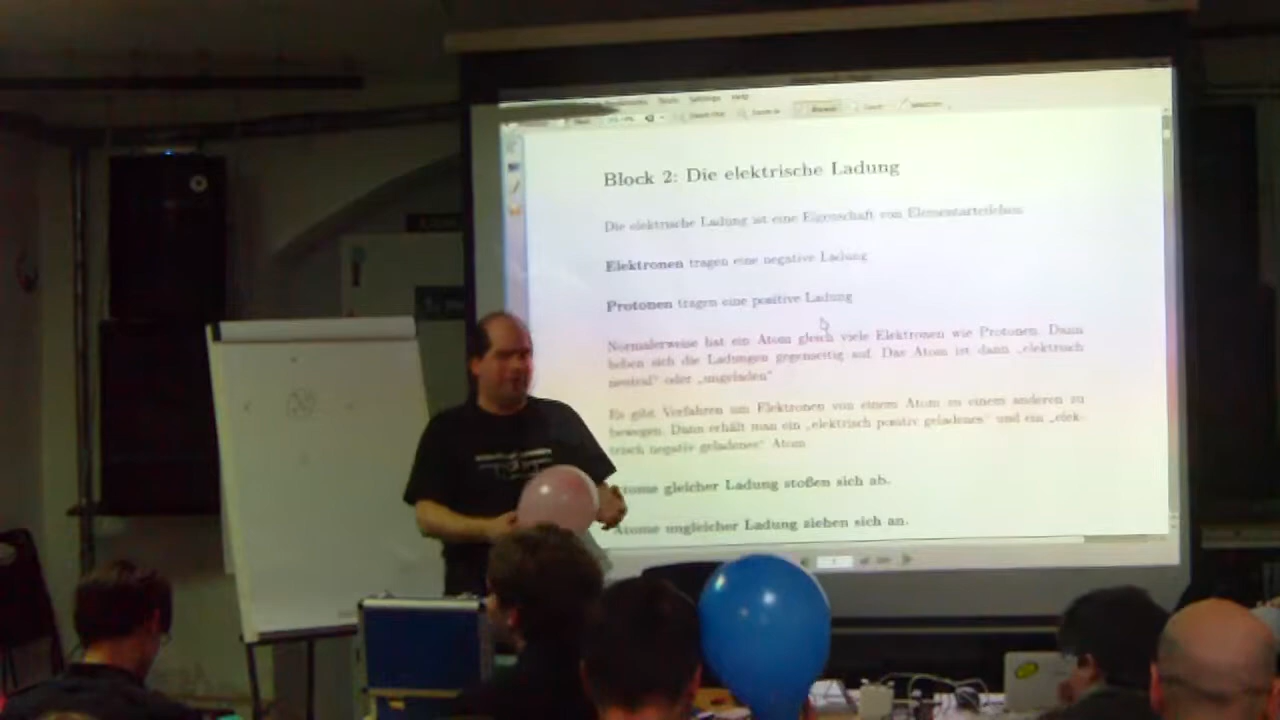 Settings Help
Block 2: Die elektrische Ladung
Die elektrische Ladung ist eine Eigenschaft von Elementarteilchen.
Elektronen tragen eine negative Ladung
Protonen tragen eine positive Ladung
Normalerweise hat ein Atom gleich viele Elektronen wie Protonen. Dann
heben sich die Ladungen gegenseitig auf. Das Atom ist dann „elektrisch
neutral“ oder „ungeladen“
Es gibt Verfahren um Elektronen von einem Atom zu einem anderen zu
bewegen. Dann erhält man ein „elektrisch positiv geladenes“ und ein „elek-
trisch negativ geladenes“ Atom
Atome gleicher Ladung stoßen sich ab.
Atome ungleicher Ladung ziehen sich an.